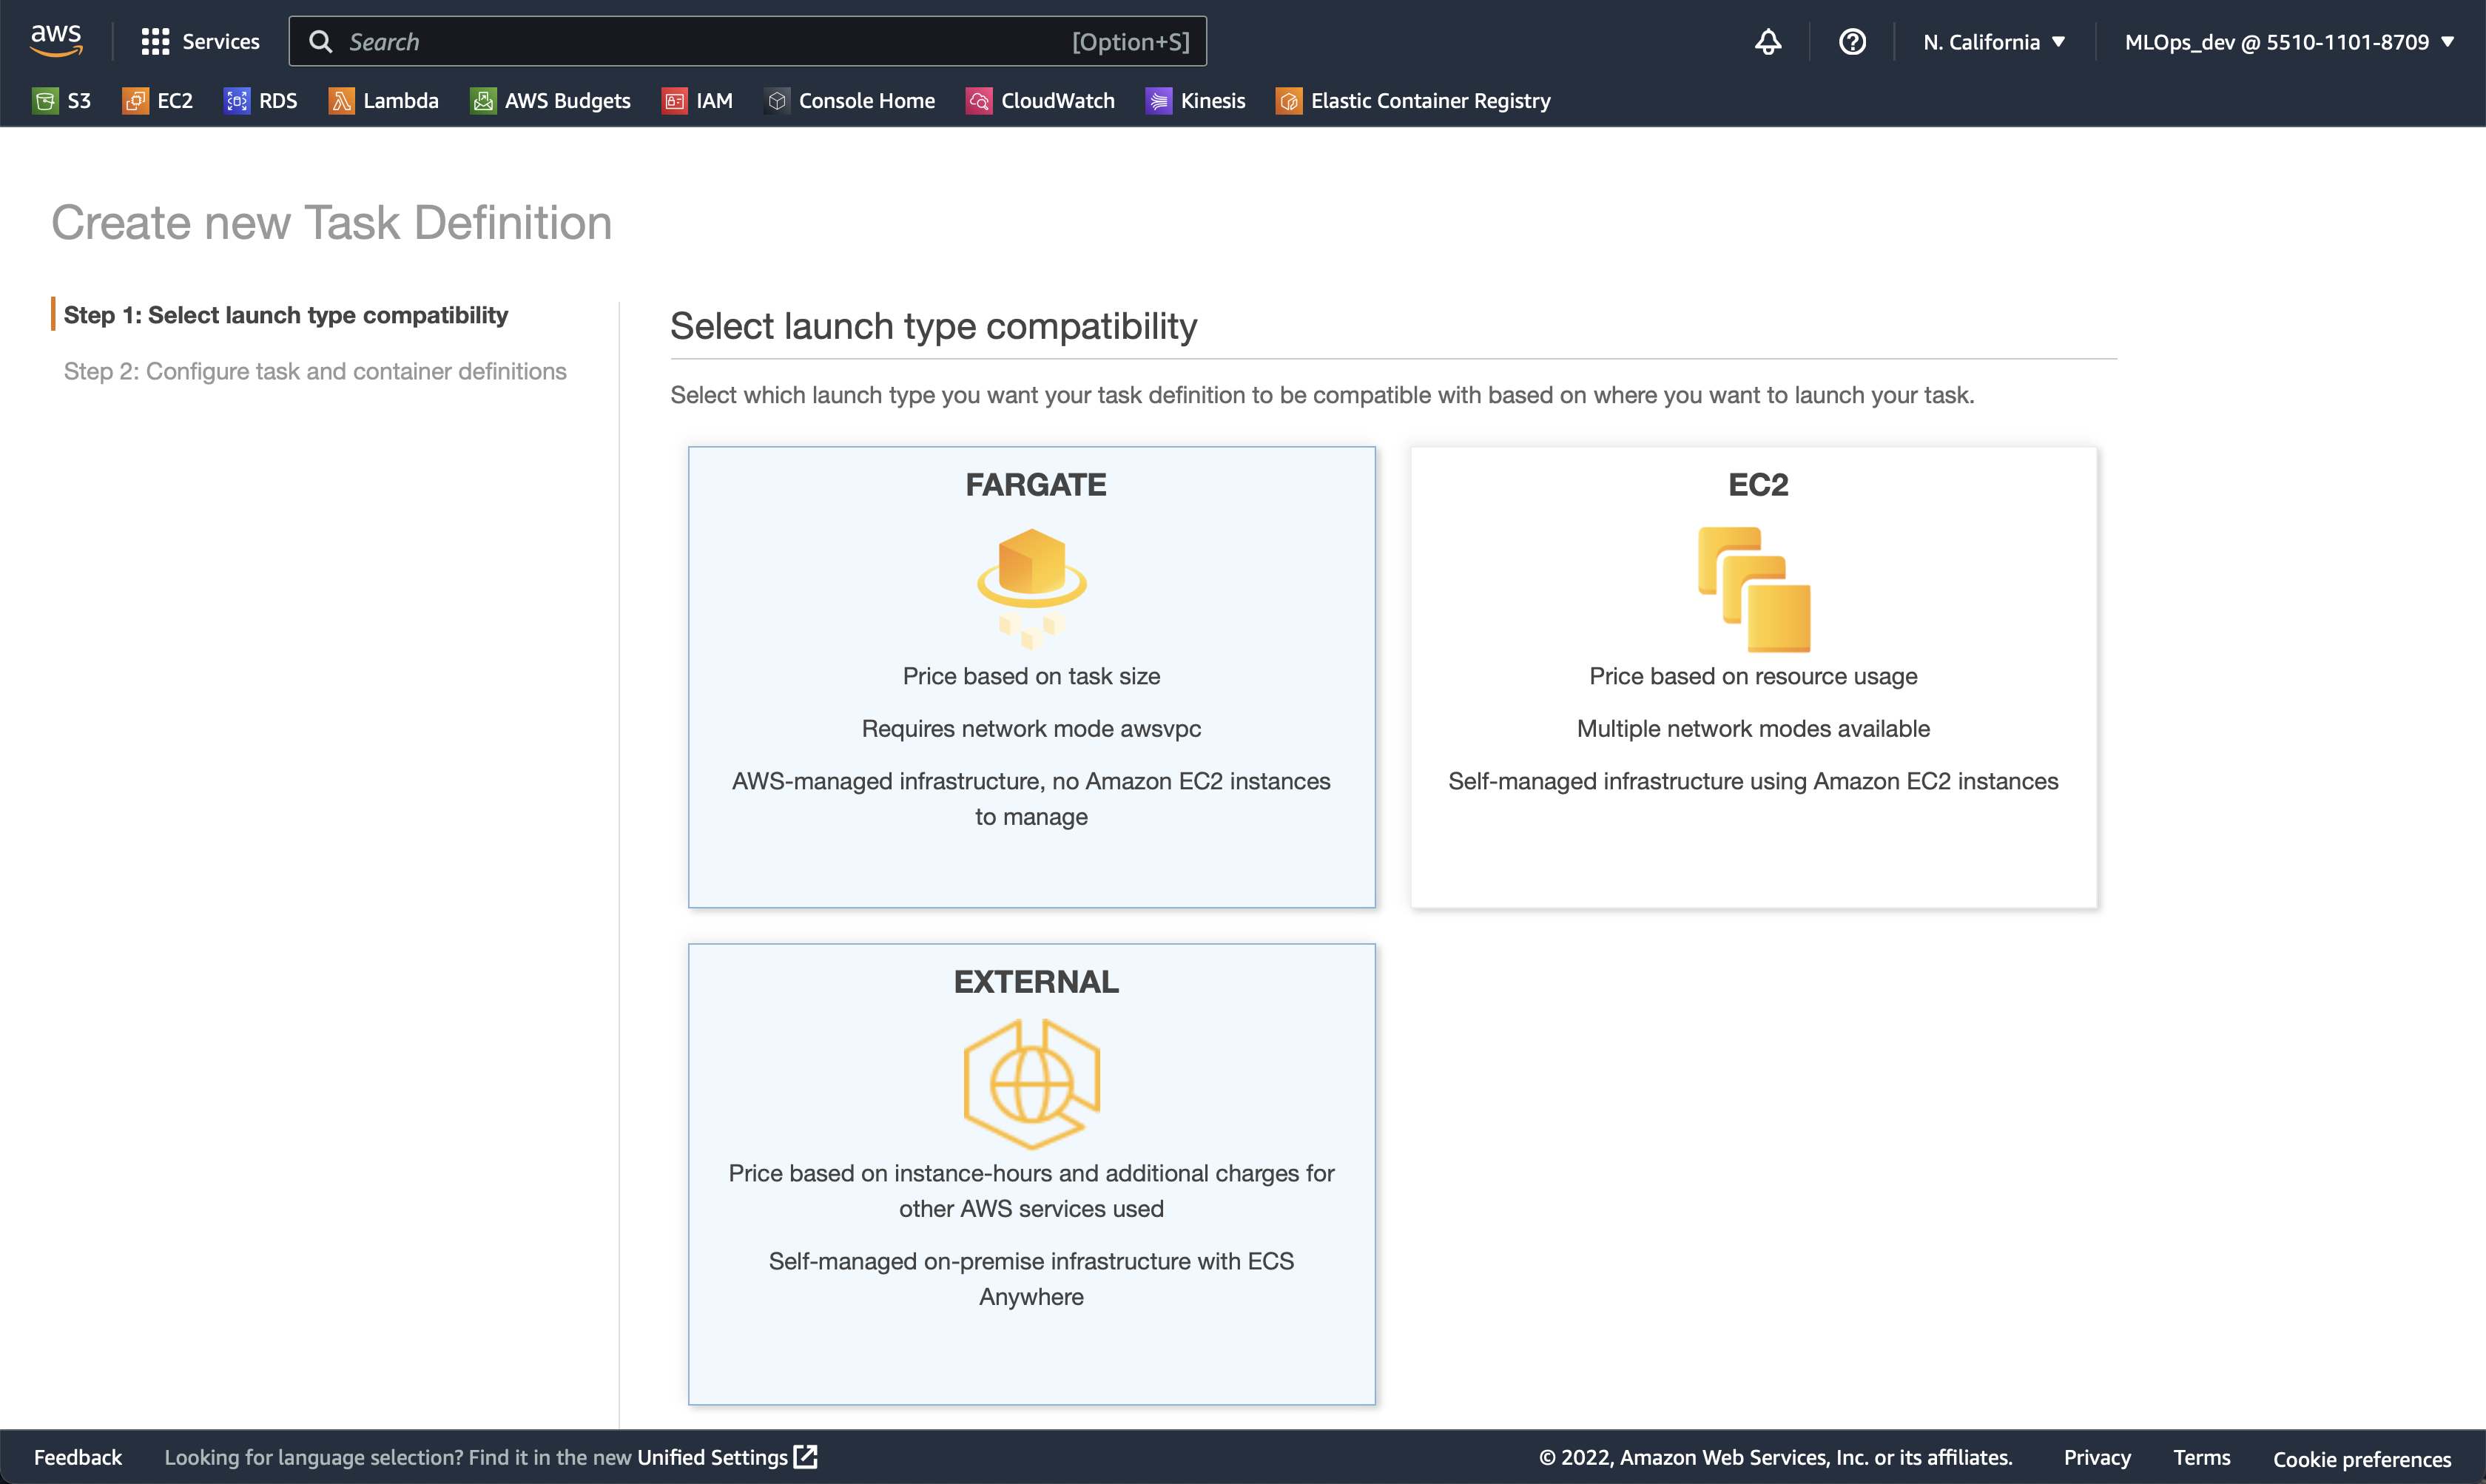 aws
Services
Search
[Option+S]
N. California
MLOps_dev @ 5510-1101-8709
S3
EC2
RDS
Lambda
AWS Budgets
IAM
Console Home
CloudWatch
Kinesis
Elastic Container Registry
Create new Task Definition
Step 1: Select launch type compatibility
Step 2: Configure task and container definitions
Select launch type compatibility
Select which launch type you want your task definition to be compatible with based on where you want to launch your task.
FARGATE
Price based on task size
Requires network mode awsvpc
AWS-managed infrastructure, no Amazon EC2 instances
to manage
EC2
Price based on resource usage
Multiple network modes available
Self-managed infrastructure using Amazon EC2 instances
EXTERNAL
Price based on instance-hours and additional charges for
other AWS services used
Self-managed on-premise infrastructure with ECS
Anywhere
Feedback
Looking for language selection? Find it in the new Unified Settings
© 2022, Amazon Web Services, Inc. or its affiliates.
Privacy
Terms
Cookie preferences